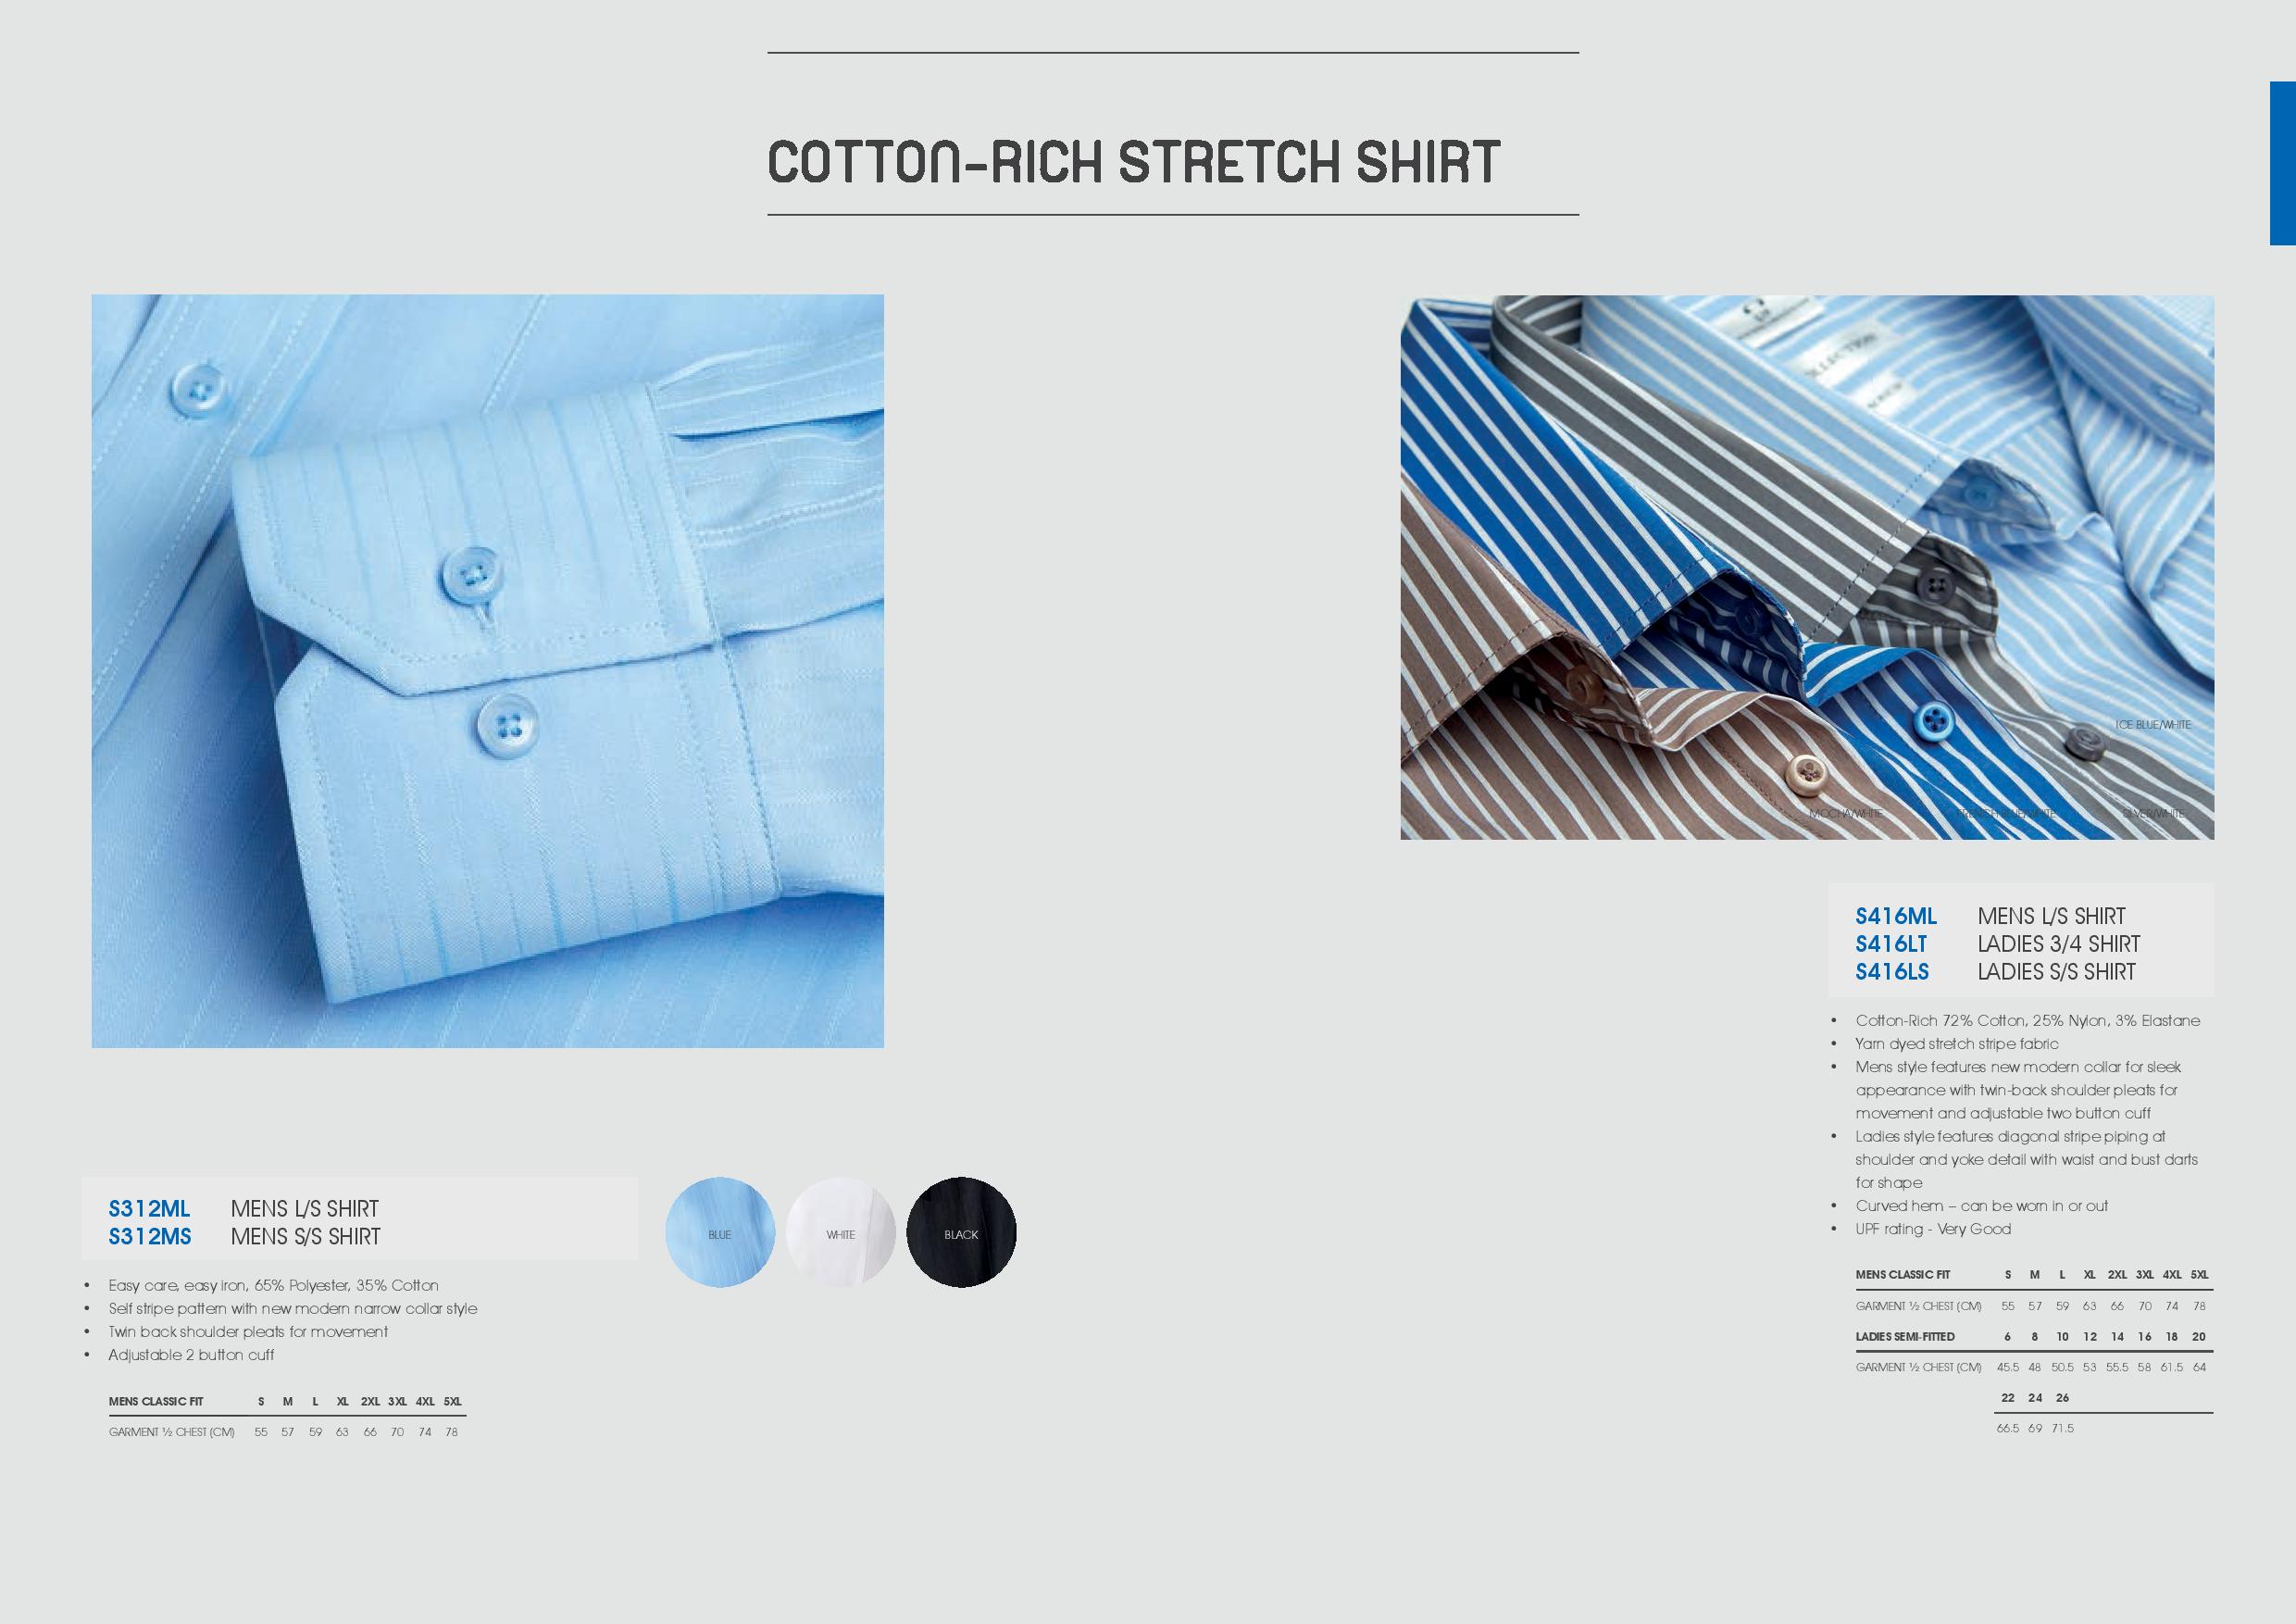 COTTON-RICH STRETCH SHIRT
ICE BLUE/WHITE
MOCHA/WHITE
SILVER/WHITE
S312ML MENS L/S SHIRT
S312MS MENS S/S SHIRT
BLUE
WHITE
BLACK
• Easy care, easy iron, 65% Polyester, 35% Cotton
• Self stripe pattern with new modern narrow collar style
• Twin back shoulder pleats for movement
• Adjustable 2 button cuff
MENS CLASSIC FIT S M L XL 2XL 3XL 4XL 5XL
GARMENT ½ CHEST (CM) 55 57 59 63 66 70 74 78
S416ML MENS L/S SHIRT
S416LT LADIES 3/4 SHIRT
S416LS LADIES S/S SHIRT
• Cotton-Rich 72% Cotton, 25% Nylon, 3% Elastane
• Yarn dyed stretch stripe fabric
• Mens style features new modern collar for sleek
appearance with twin-back shoulder pleats for
movement and adjustable two button cuff
• Ladies style features diagonal stripe piping at
shoulder and yoke detail with waist and bust darts
for shape
• Curved hem – can be worn in or out
• UPF rating - Very Good
MENS CLASSIC FIT S M L XL 2XL 3XL 4XL 5XL
GARMENT ½ CHEST (CM) 55 57 59 63 66 70 74 78
LADIES SEMI-FITTED 6 8 10 12 14 16 18 20
GARMENT ½ CHEST (CM) 45.5 48 50.5 53 55.5 58 61.5 64
22 24 26
66.5 69 71.5